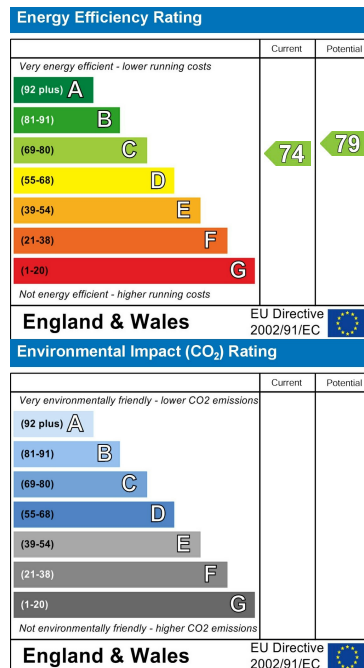 Energy Efficiency Rating
Current Potential
Very energy efficient - lower running costs
(92 plus) A
(81-91) B
(69-80) C
(55-68) D
(39-54) E
(21-38) F
(1-20) G
74 79
Not energy efficient - higher running costs
England & Wales
EU Directive
2002/91/EC
Environmental Impact (CO₂) Rating
Current Potential
Very environmentally friendly - lower CO2 emissions
(92 plus) A
(81-91) B
(69-80) C
(55-68) D
(39-54) E
(21-38) F
(1-20) G
Not environmentally friendly - higher CO2 emissions
England & Wales
EU Directive
2002/91/EC